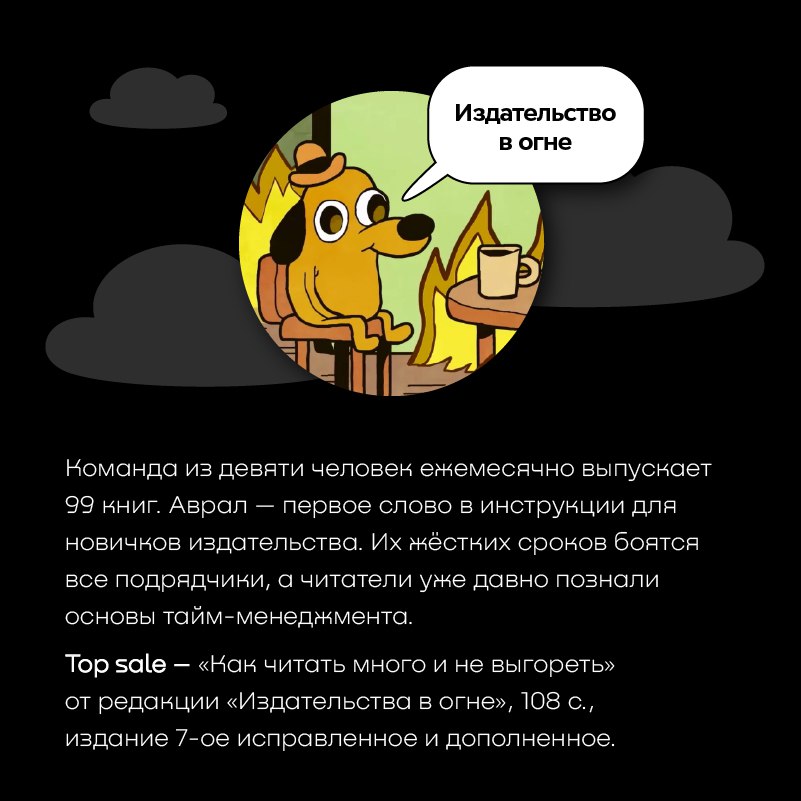 Издательство
в огне
Команда из девяти человек ежемесячно выпускает
99 книг. Аврал — первое слово в инструкции для
новичков издательства. Их жёстких сроков боятся
все подрядчики, а читатели уже давно познали
основы тайм-менеджмента.
Top sale — «Как читать много и не выгореть»
от редакции «Издательства в огне», 108 с.,
издание 7-ое исправленное и дополненное.